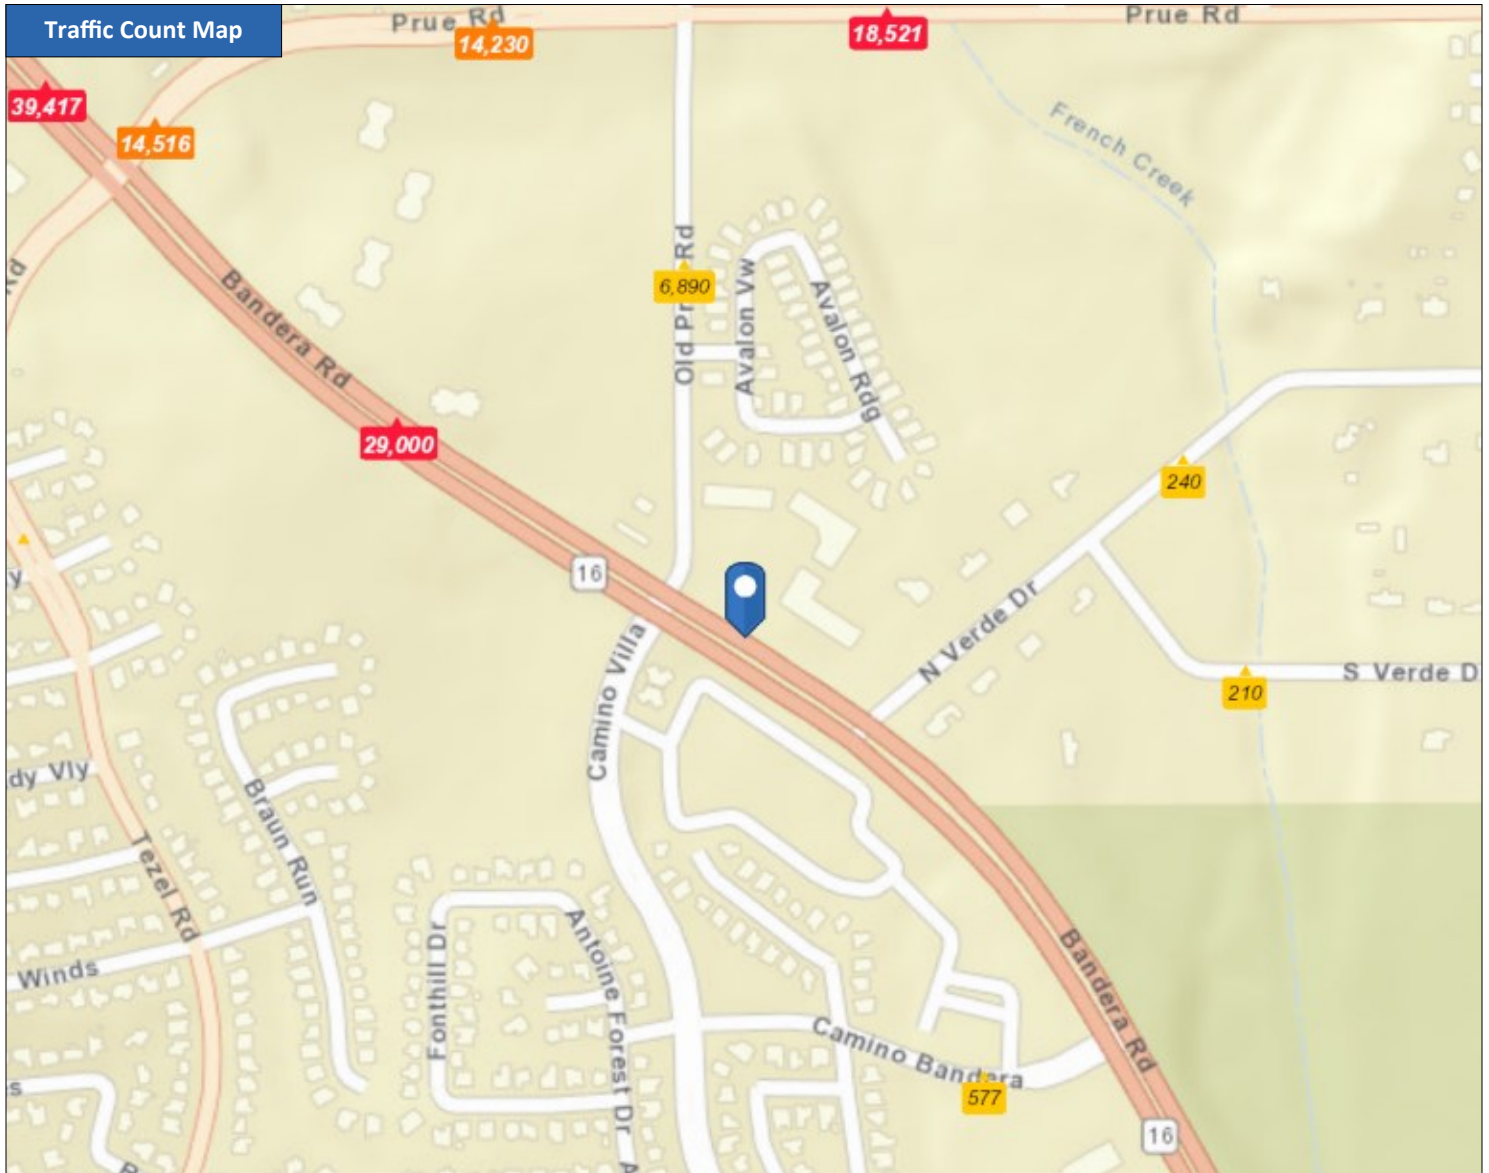 Traffic Count Map
Prue Rd
14,230
18,521
Prue Rd
39,417
14,516
French Creek
Rd
Bandera Rd
6,890
Avalon Vw
Avalon Rdg
29,000
240
16
N Verde Dr
210
S Verde D
Camino Villa
y
dy Vly
Braun Run
Tezel Rd
Winds
Fonthill Dr
Antoine Forest Dr
Bandera Rd
Camino Bandera
577
s
16